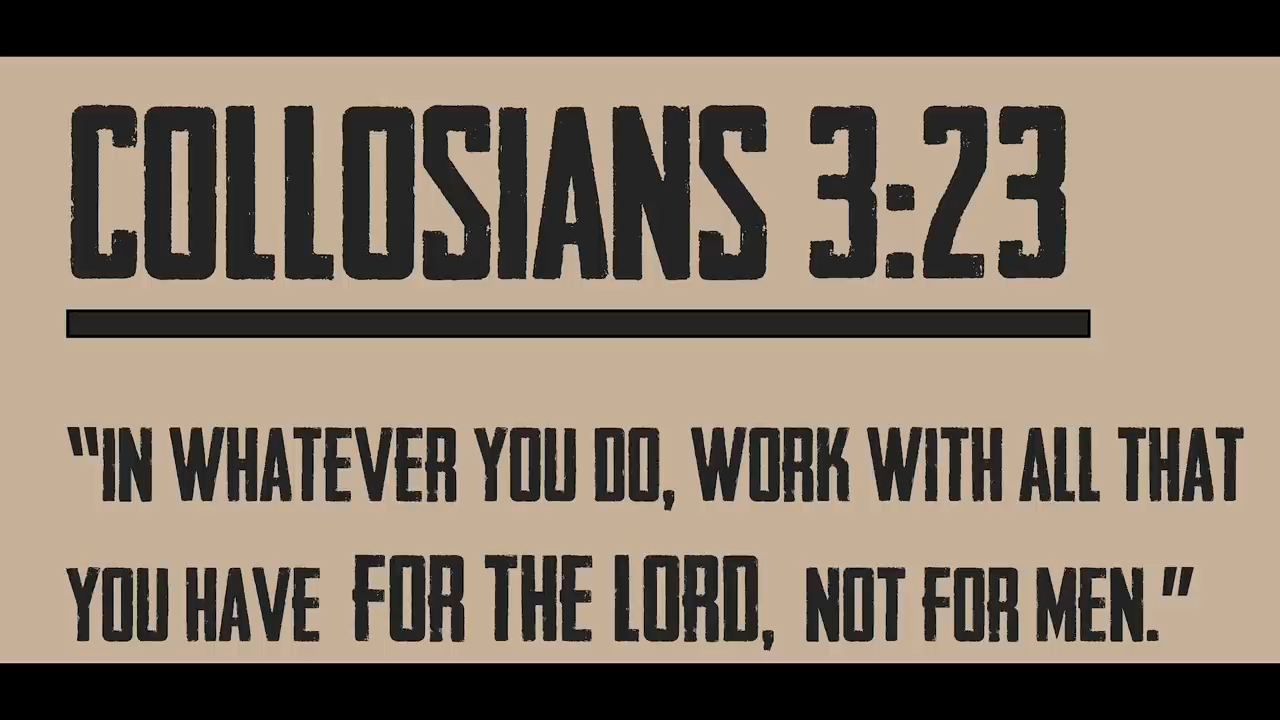 COLLOSIANS 3:23
"IN WHATEVER YOU DO, WORK WITH ALL THAT
YOU HAVE FOR THE LORD, NOT FOR MEN."